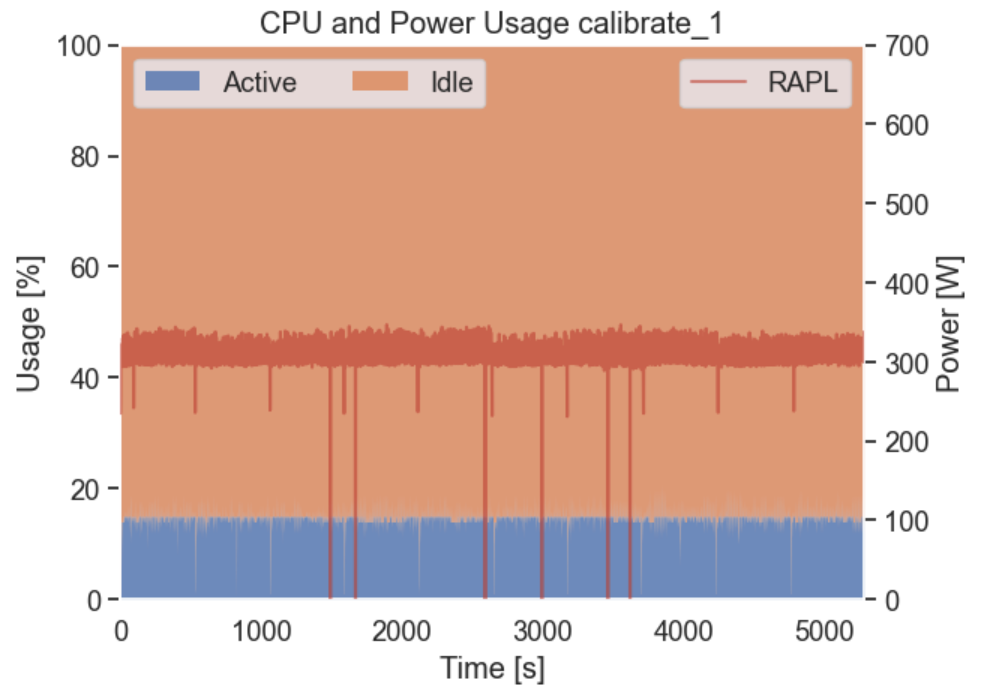 CPU and Power Usage calibrate_1
Active Idle RAPL
Usage [%]
100
80
60
40
20
0
700
600
500
400
300
200
100
0
Power [W]
0 1000 2000 3000 4000 5000
Time [s]